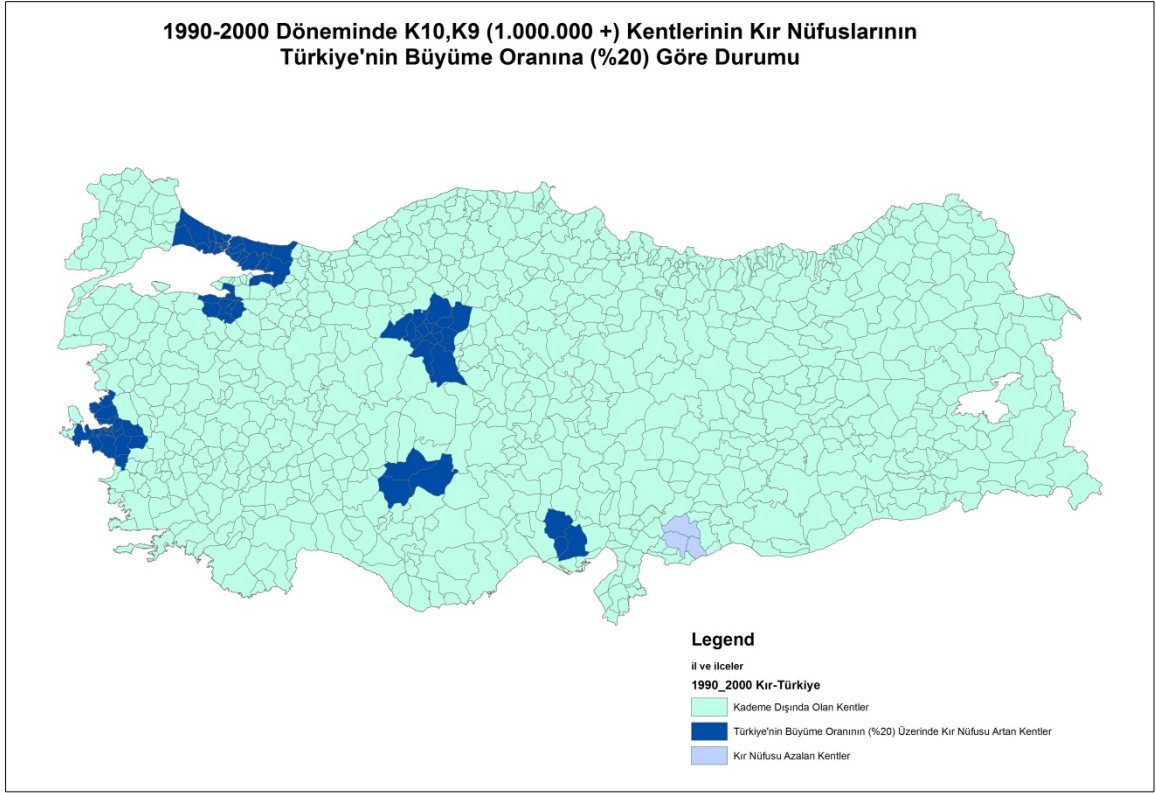 1990-2000 Döneminde K10,K9 (1.000.000 +) Kentlerinin Kır Nüfuslarının
Türkiye'nin Büyüme Oranına (%20) Göre Durumu
Legend
il ve ilceler
1990_2000 Kır-Türkiye
Kademe Dışında Olan Kentler
Türkiye'nin Büyüme Oranının (%20) Üzerinde Kır Nüfusu Artan Kentler
Kır Nüfusu Azalan Kentler